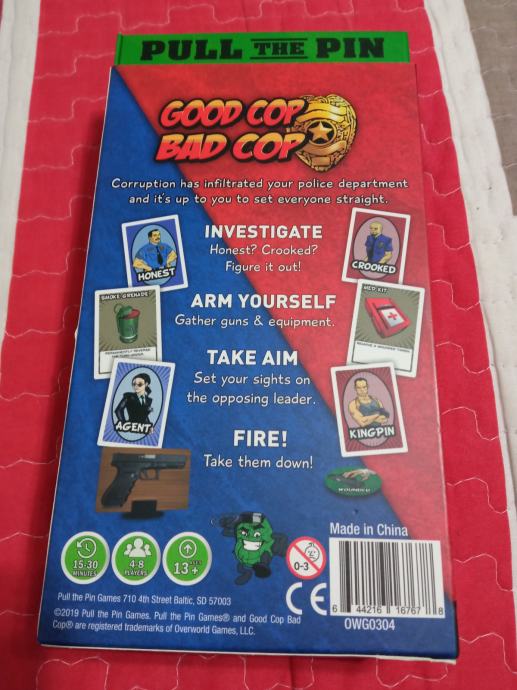 PULL THE PIN
GOOD COP
BAD COP
Corruption has infiltrated your police department
and it's up to you to set everyone straight.
INVESTIGATE
Honest? Crooked?
Figure it out!
HONEST
CROOKED
ARM YOURSELF
Gather guns & equipment.
SMOKE GRENADE
MED KIT
TAKE AIM
Set your sights on
the opposing leader.
AGENT
KINGPIN
FIRE!
Take them down!
WOUNDED
15-30
MINUTES
4-8
PLAYERS
AGES
13+
0-3
CE
Made in China
6 44216 16767 8
OWG0304
Pull the Pin Games 710 4th Street Baltic, SD 57003
©2019 Pull the Pin Games. Pull the Pin Games® and Good Cop Bad
Cop® are registered trademarks of Overworld Games, LLC.